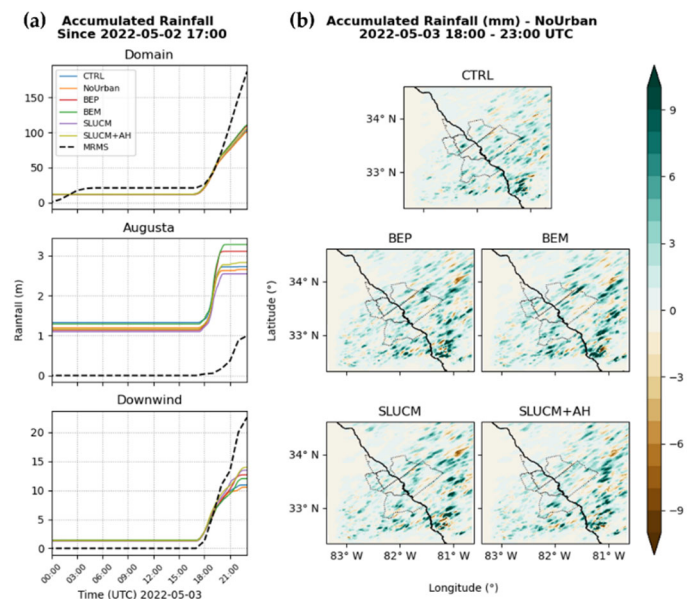 (a) Accumulated Rainfall
Since 2022-05-02 17:00
Domain
CTRL
NoUrban
BEP
BEM
SLUCM
SLUCM+AH
MRMS
150
100
50
0
Augusta
3
2
1
0
Rainfall (m)
Downwind
20
15
10
5
0
00:00
03:00
06:00
09:00
12:00
15:00
18:00
21:00
Time (UTC) 2022-05-03
(b) Accumulated Rainfall (mm) - NoUrban
2022-05-03 18:00 - 23:00 UTC
CTRL
34° N
33° N
BEP
BEM
34° N
33° N
Latitude (°)
SLUCM
SLUCM+AH
34° N
33° N
83° W
82° W
81° W
83° W
82° W
81° W
Longitude (°)
9
6
3
0
−3
−6
−9